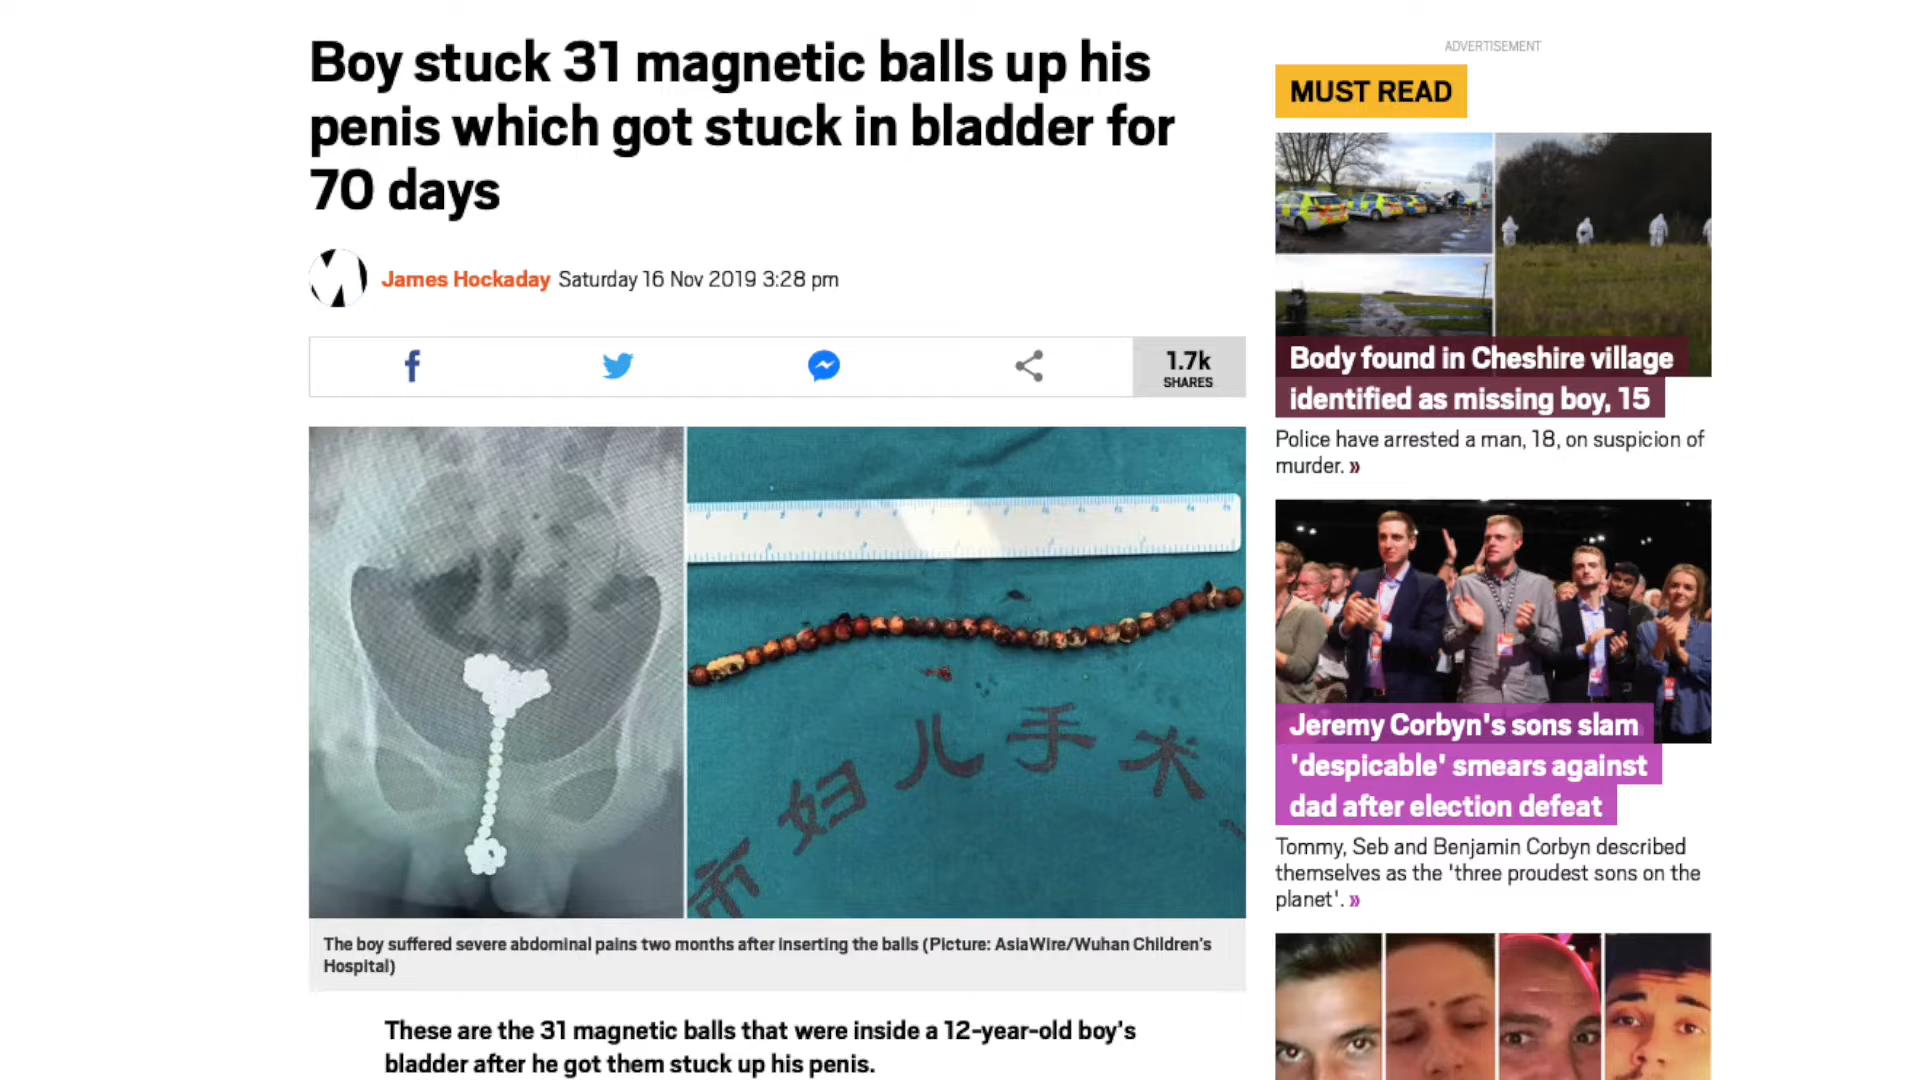 Boy stuck 31 magnetic balls up his
penis which got stuck in bladder for
70 days
James Hockaday Saturday 16 Nov 2019 3:28 pm
1.7k
SHARES
市妇儿手术
The boy suffered severe abdominal pains two months after inserting the balls (Picture: AsiaWire/Wuhan Children's
Hospital)
These are the 31 magnetic balls that were inside a 12-year-old boy's
bladder after he got them stuck up his penis.
ADVERTISEMENT
MUST READ
Body found in Cheshire village
identified as missing boy, 15
Police have arrested a man, 18, on suspicion of
murder. »
Jeremy Corbyn's sons slam
'despicable' smears against
dad after election defeat
Tommy, Seb and Benjamin Corbyn described
themselves as the 'three proudest sons on the
planet'. »